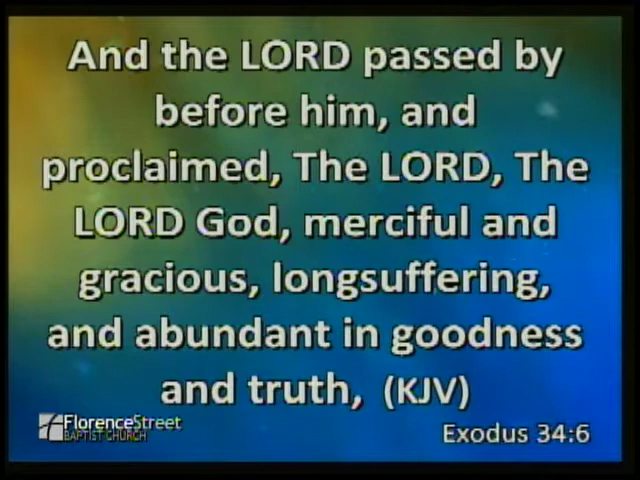 And the LORD passed by
before him, and
proclaimed, The LORD, The
LORD God, merciful and
gracious, longsuffering,
and abundant in goodness
and truth, (KJV)
FlorenceStreet
BAPTIST CHURCH
Exodus 34:6